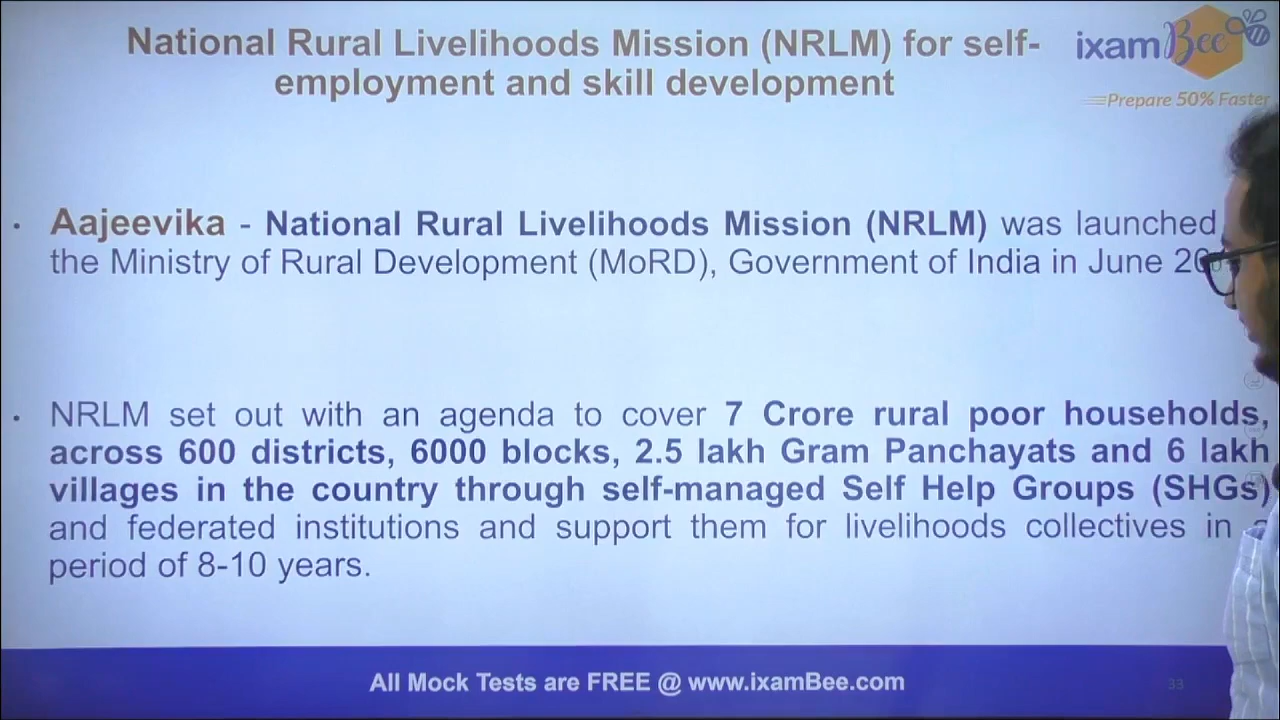 National Rural Livelihoods Mission (NRLM) for self-
employment and skill development
ixamBee
Prepare 50% Faster
• Aajeevika - National Rural Livelihoods Mission (NRLM) was launched
the Ministry of Rural Development (MoRD), Government of India in June
• NRLM set out with an agenda to cover 7 Crore rural poor households,
across 600 districts, 6000 blocks, 2.5 lakh Gram Panchayats and 6 lakh
villages in the country through self-managed Self Help Groups (SHGs)
and federated institutions and support them for livelihoods collectives in
period of 8-10 years.
All Mock Tests are FREE @ www.ixamBee.com
33